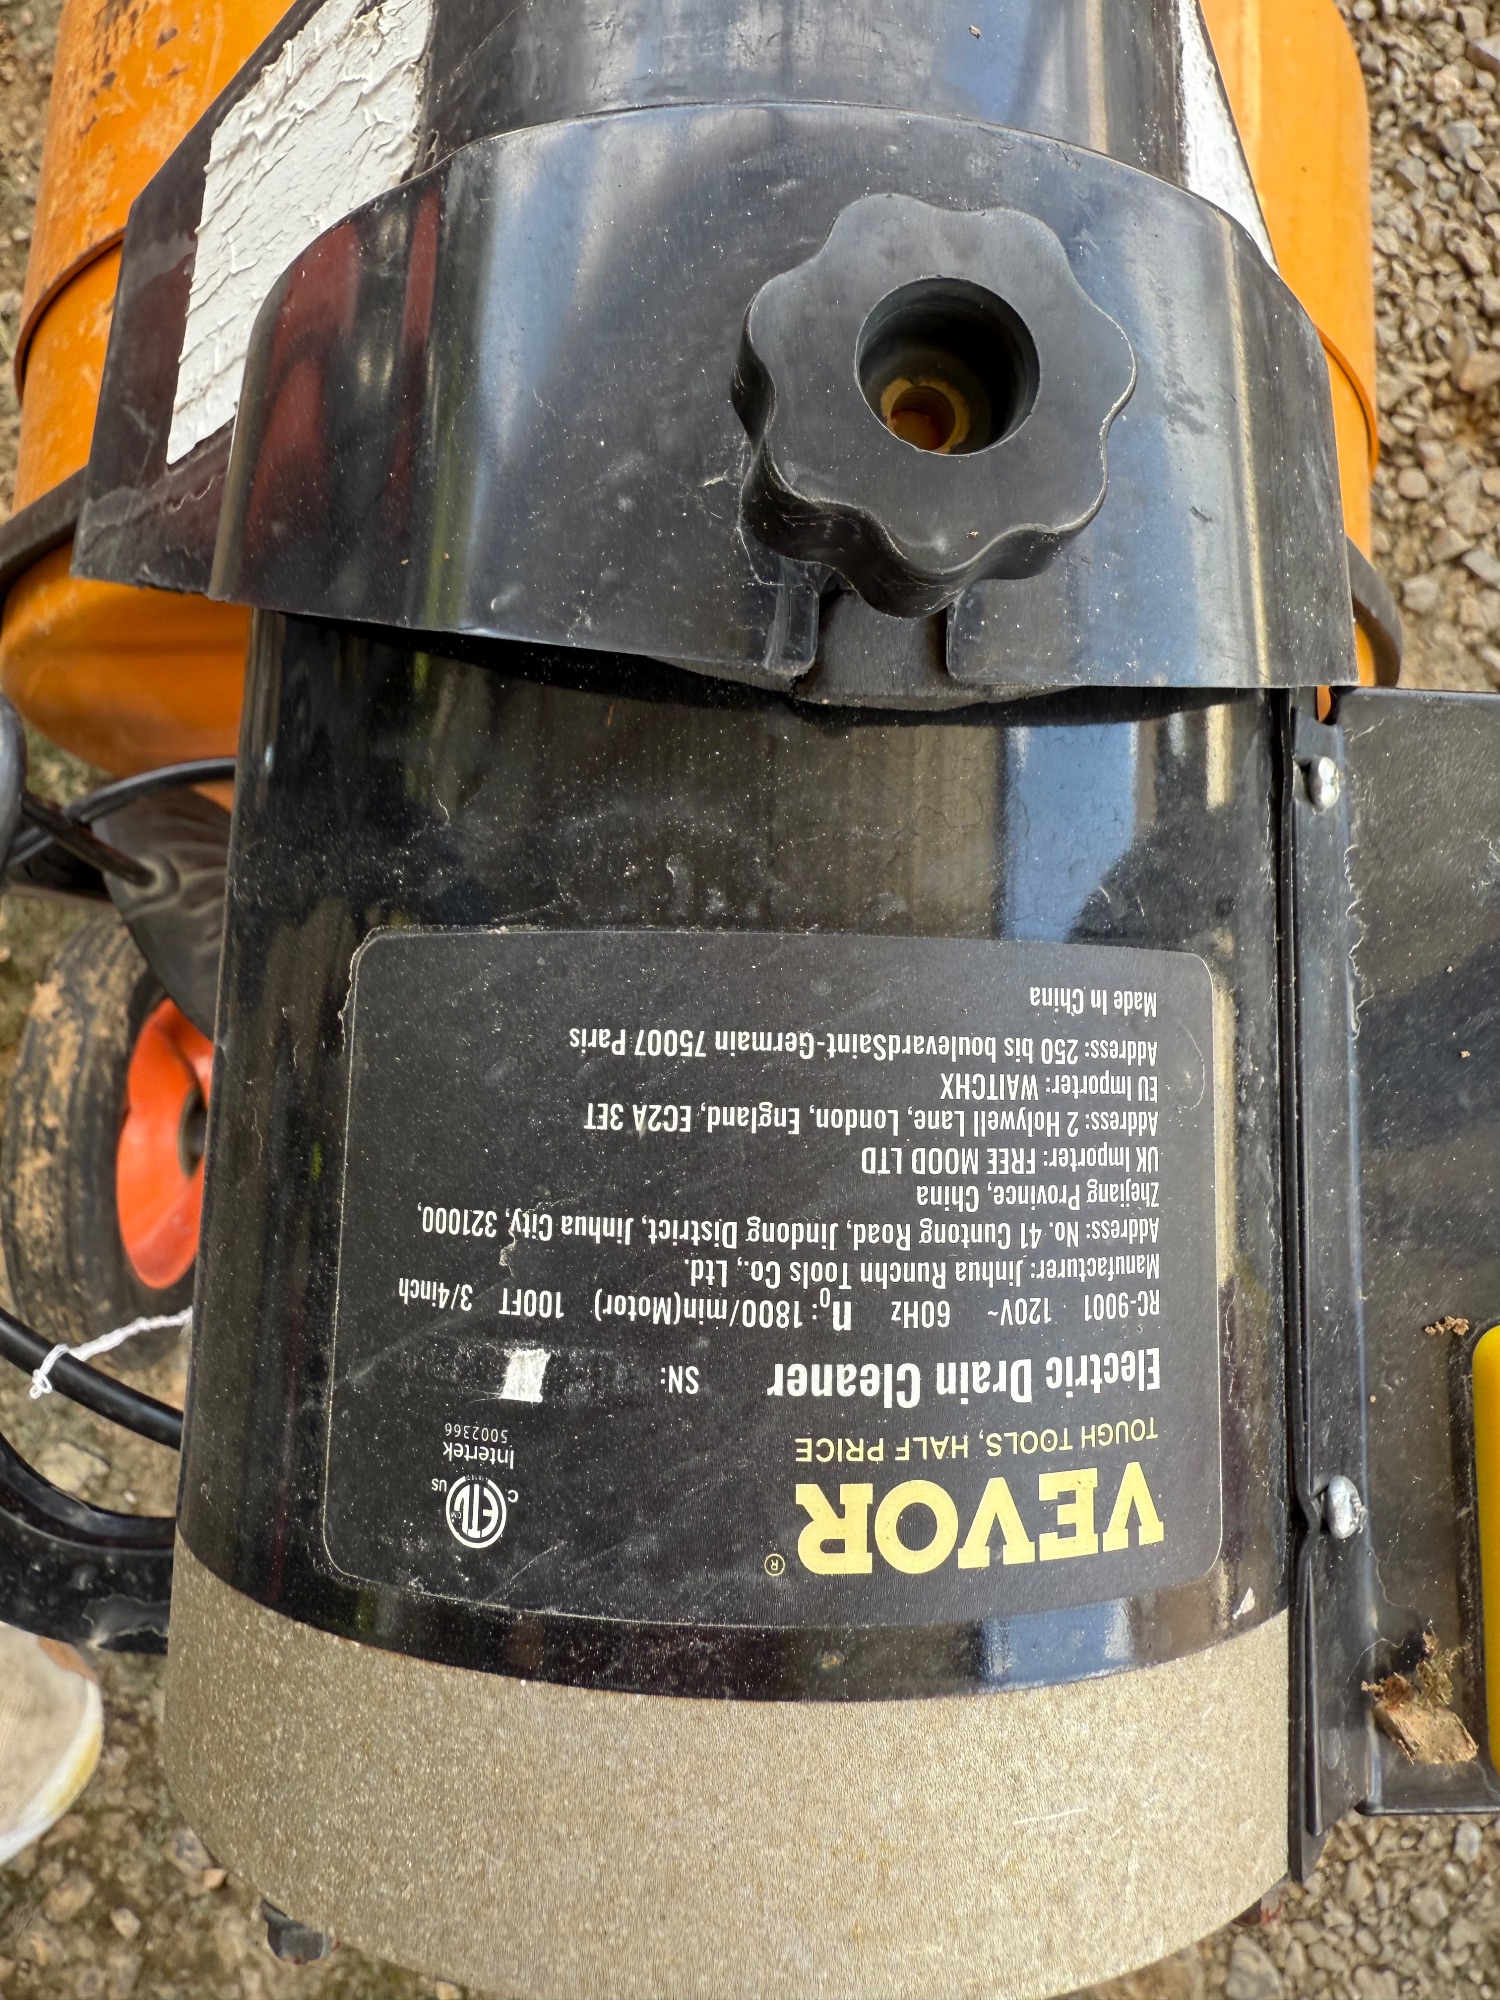 VEVOR®
TOUGH TOOLS, HALF PRICE
ETL
C US
Intertek
5002366
Electric Drain Cleaner SN:
RC-9001 120V~ 60Hz n₀: 1800/min(Motor) 100FT 3/4inch
Manufacturer: Jinhua Runchn Tools Co., Ltd.
Address: No. 41 Cuntong Road, Jindong District, Jinhua City, 321000,
Zhejiang Province, China
UK Importer: FREE MOOD LTD
Address: 2 Holywell Lane, London, England, EC2A 3ET
EU Importer: WAITCHX
Address: 250 bis boulevardSaint-Germain 75007 Paris
Made In China